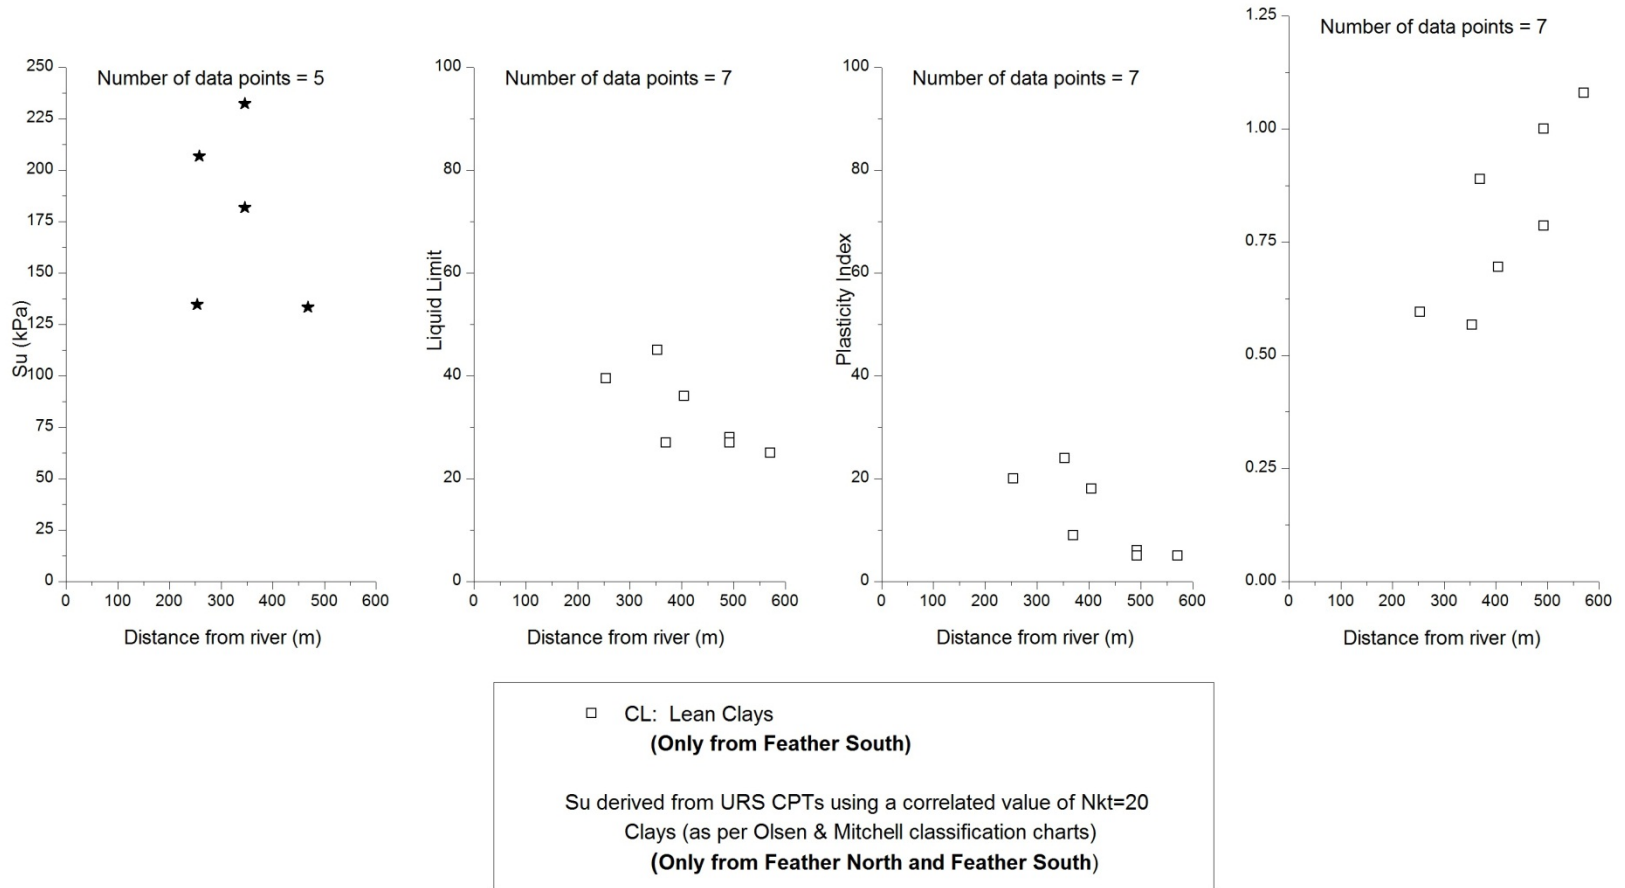 Number of data points = 5
250
225
200
175
150
125
100
75
50
25
0
Su (kPa)
0 100 200 300 400 500 600
Distance from river (m)
Number of data points = 7
100
80
60
40
20
0
Liquid Limit
0 100 200 300 400 500 600
Distance from river (m)
Number of data points = 7
100
80
60
40
20
0
Plasticity Index
0 100 200 300 400 500 600
Distance from river (m)
Number of data points = 7
1.25
1.00
0.75
0.50
0.25
0.00
0 100 200 300 400 500 600
Distance from river (m)
CL: Lean Clays
(Only from Feather South)
Su derived from URS CPTs using a correlated value of Nkt=20
Clays (as per Olsen & Mitchell classification charts)
(Only from Feather North and Feather South)